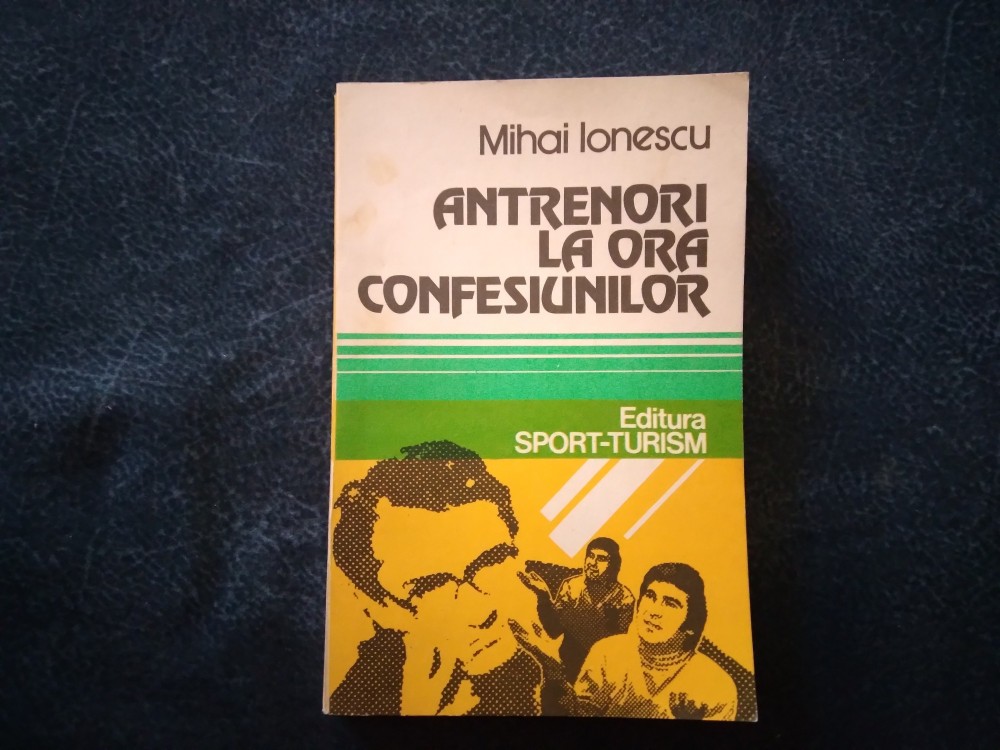 Mihai Ionescu
ANTRENORI
LA ORA
CONFESIUNILOR
Editura
SPORT-TURISM